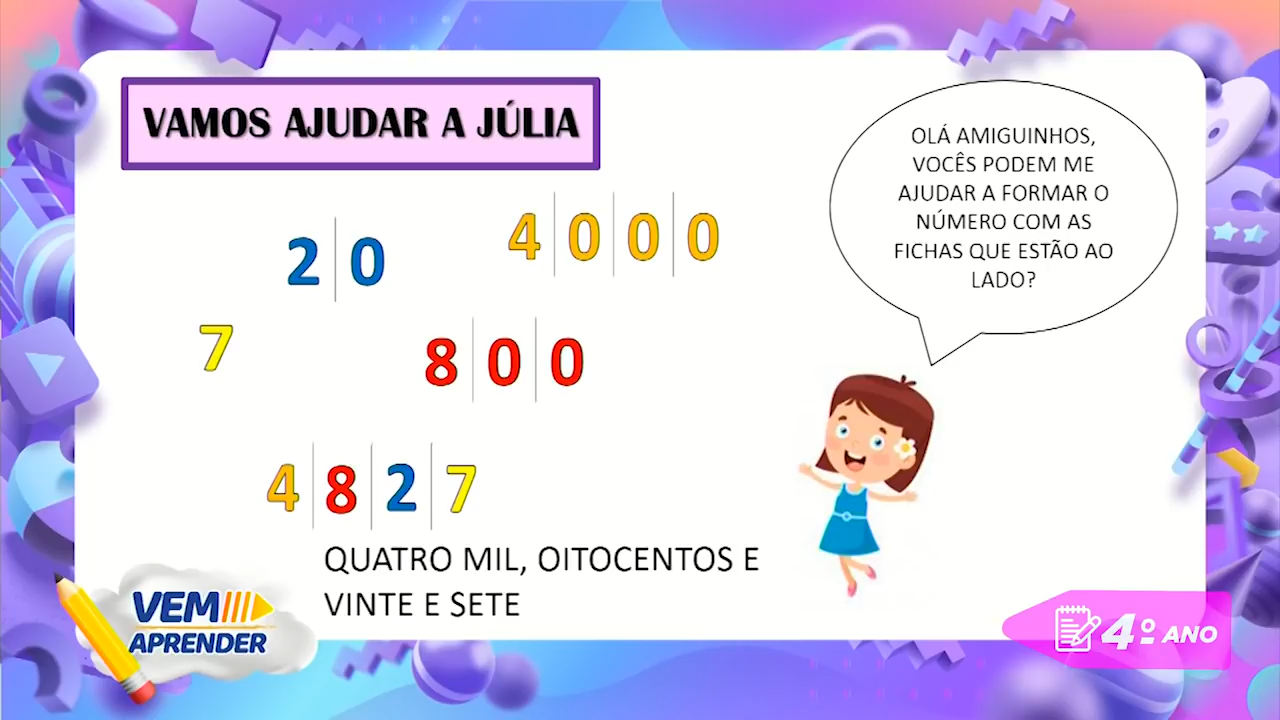 VAMOS AJUDAR A JÚLIA
OLÁ AMIGUINHOS,
VOCÊS PODEM ME
AJUDAR A FORMAR O
NÚMERO COM AS
FICHAS QUE ESTÃO AO
LADO?
20
4000
7
800
4827
QUATRO MIL, OITOCENTOS E
VINTE E SETE
VEM
APRENDER
4º ANO